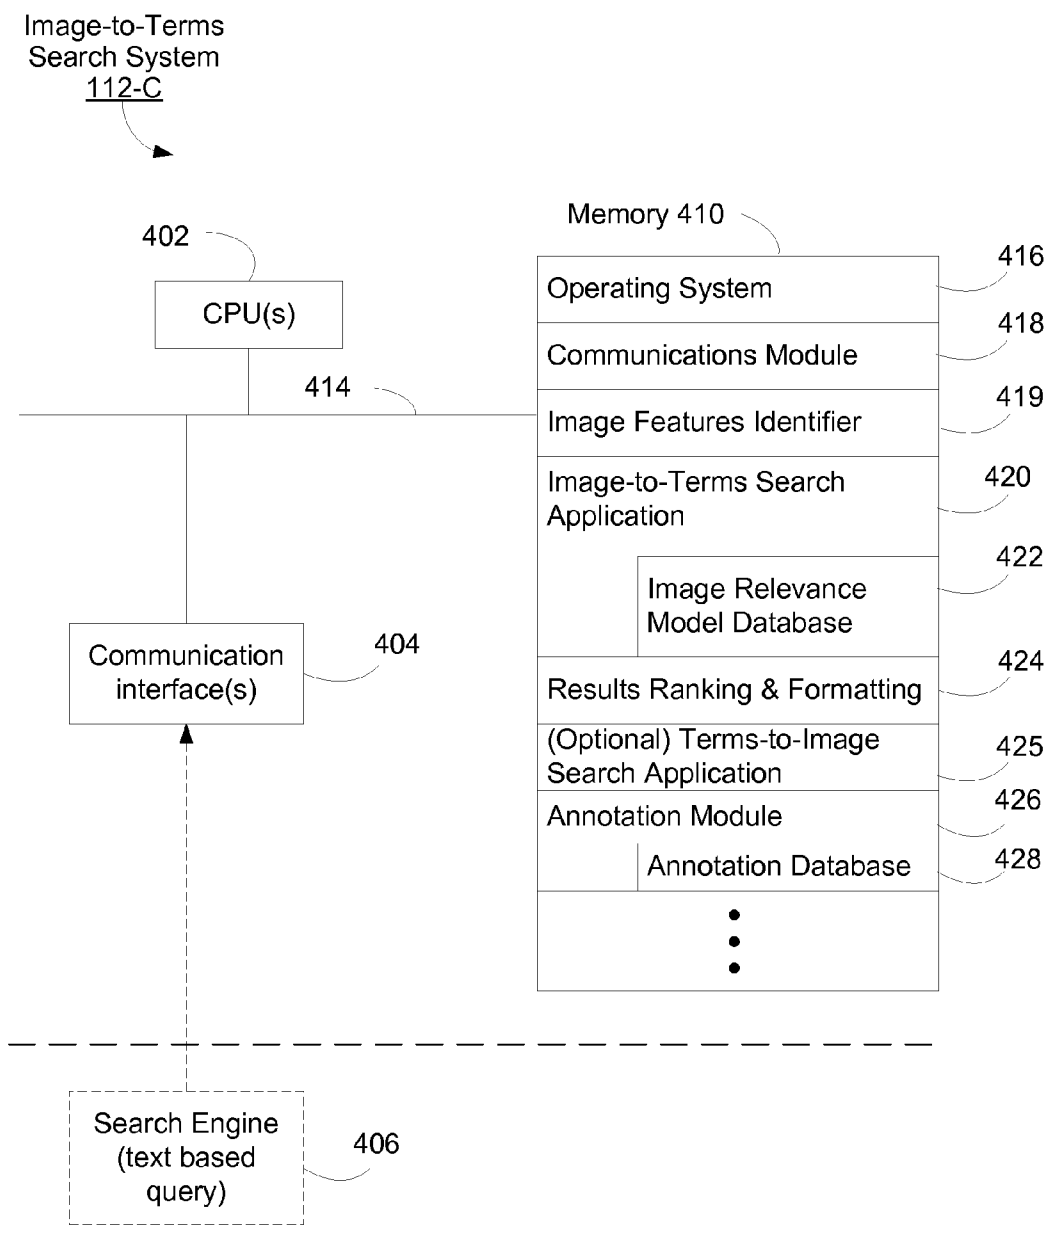 Image-to-Terms
Search System
112-C
402
CPU(s)
414
Communication
interface(s)
404
Search Engine
(text based
query)
406
Memory 410
Operating System
416
Communications Module
418
Image Features Identifier
419
Image-to-Terms Search
Application
420
Image Relevance
Model Database
422
Results Ranking & Formatting
424
(Optional) Terms-to-Image
Search Application
425
Annotation Module
426
Annotation Database
428